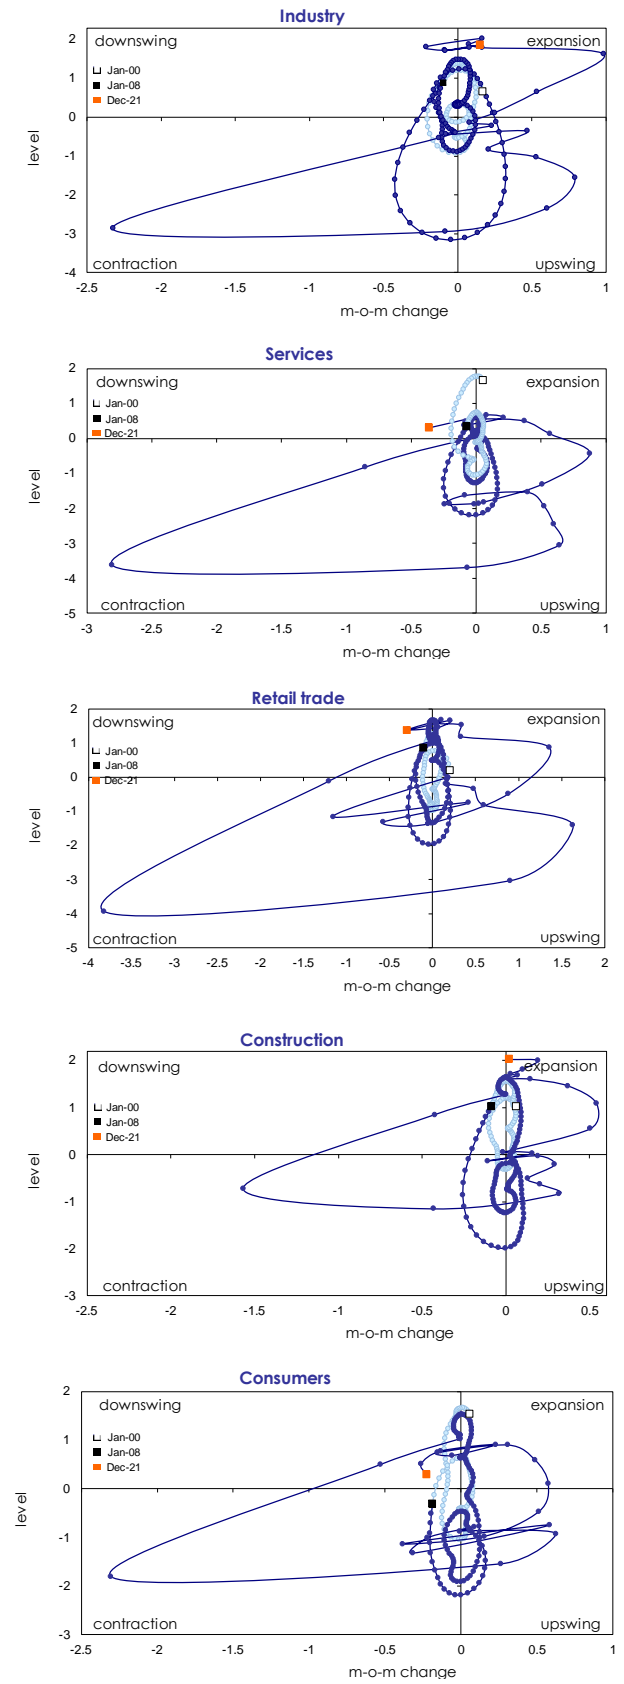 Industry
2
downswing
expansion
Jan-00
1
Jan-08
Dec-21
0
level
-1
-2
-3
contraction
upswing
-4
-2.5
-2
-1.5
-1
-0.5
0
0.5
1
m-o-m change
Services
2
downswing
expansion
Jan-00
1
Jan-08
Dec-21
0
-1
level
-2
-3
-4
contraction
upswing
-5
-3
-2.5
-2
-1.5
-1
-0.5
0
0.5
1
m-o-m change
Retail trade
2
downswing
expansion
1
Jan-00
Jan-08
0
Dec-21
-1
level
-2
-3
-4
contraction
upswing
-5
-4
-3.5
-3
-2.5
-2
-1.5
-1
-0.5
0
0.5
1
1.5
2
m-o-m change
Construction
2
downswing
expansion
1
Jan-00
Jan-08
Dec-21
0
level
-1
-2
contraction
upswing
-3
-2.5
-2
-1.5
-1
-0.5
0
0.5
m-o-m change
Consumers
2
downswing
expansion
1
Jan-00
Jan-08
Dec-21
0
level
-1
-2
contraction
upswing
-3
-2.5
-2
-1.5
-1
-0.5
0
0.5
1
m-o-m change